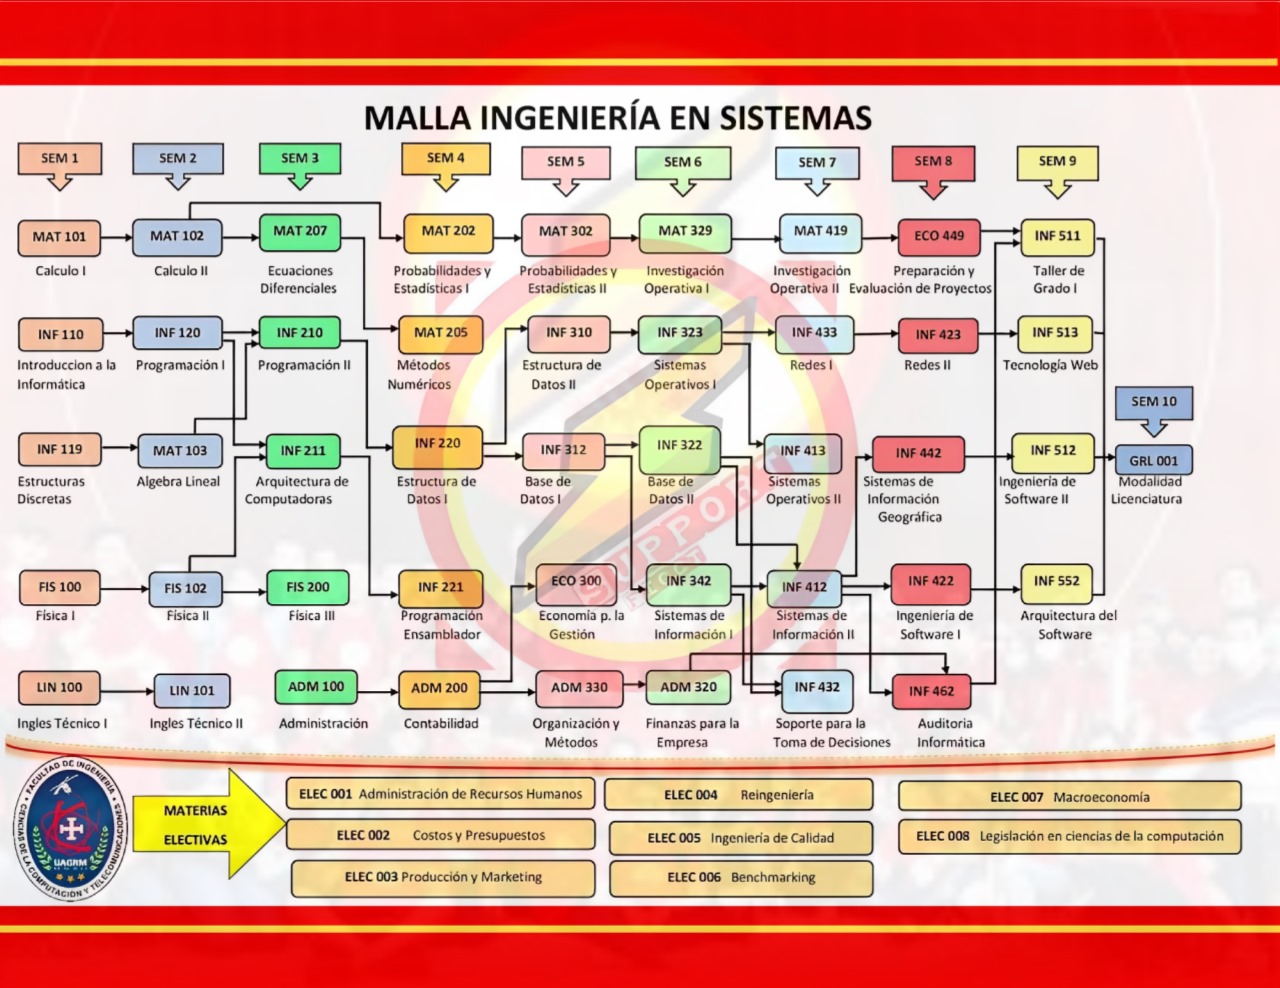 MALLA INGENIERÍA EN SISTEMAS
SEM 1
SEM 2
SEM 3
SEM 4
SEM 5
SEM 6
SEM 7
SEM 8
SEM 9
MAT 101
MAT 102
MAT 207
MAT 202
MAT 302
MAT 329
MAT 419
ECO 449
INF 511
Calculo I
Calculo II
Ecuaciones
Diferenciales
Probabilidades y
Estadísticas I
Probabilidades y
Estadísticas II
Investigación
Operativa I
Investigación
Operativa II
Preparación y
Evaluación de Proyectos
Taller de
Grado I
INF 110
INF 120
INF 210
MAT 205
INF 310
INF 323
INF 433
INF 423
INF 513
Introduccion a la
Informática
Programación I
Programación II
Métodos
Numéricos
Estructura de
Datos II
Sistemas
Operativos I
Redes I
Redes II
Tecnología Web
SEM 10
INF 119
MAT 103
INF 211
INF 220
INF 312
INF 322
INF 413
INF 442
INF 512
GRL 001
Estructuras
Discretas
Algebra Lineal
Arquitectura de
Computadoras
Estructura de
Datos I
Base de
Datos I
Base de
Datos II
Sistemas
Operativos II
Sistemas de
Información
Geográfica
Ingeniería de
Software II
Modalidad
Licenciatura
SUPPORT
FICCT
FIS 100
FIS 102
FIS 200
INF 221
ECO 300
INF 342
INF 412
INF 422
INF 552
Física I
Física II
Física III
Programación
Ensamblador
Economía p. la
Gestión
Sistemas de
Información I
Sistemas de
Información II
Ingeniería de
Software I
Arquitectura del
Software
LIN 100
LIN 101
ADM 100
ADM 200
ADM 330
ADM 320
INF 432
INF 462
Ingles Técnico I
Ingles Técnico II
Administración
Contabilidad
Organización y
Métodos
Finanzas para la
Empresa
Soporte para la
Toma de Decisiones
Auditoria
Informática
FACULTAD DE INGENIERÍA
CIENCIAS DE LA COMPUTACIÓN Y TELECOMUNICACIONES
UAGRM
MATERIAS
ELECTIVAS
ELEC 001 Administración de Recursos Humanos
ELEC 002 Costos y Presupuestos
ELEC 003 Producción y Marketing
ELEC 004 Reingeniería
ELEC 005 Ingeniería de Calidad
ELEC 006 Benchmarking
ELEC 007 Macroeconomía
ELEC 008 Legislación en ciencias de la computación